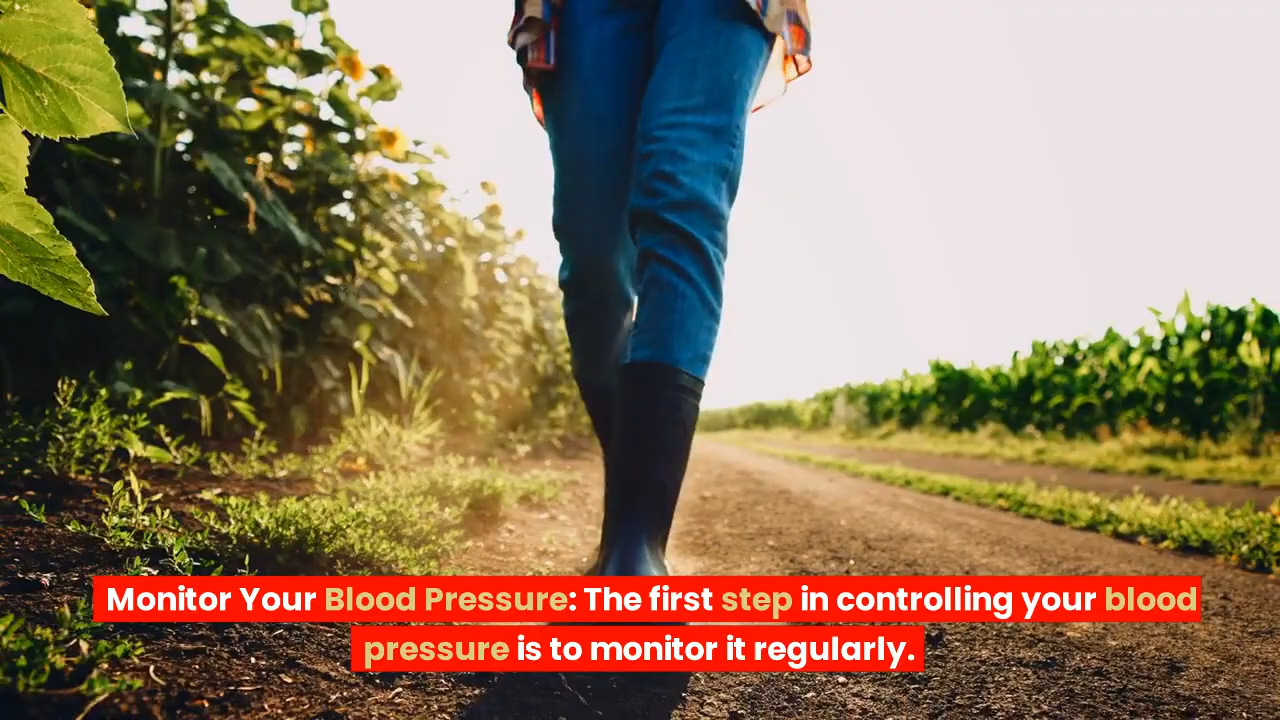 Monitor Your Blood Pressure: The first step in controlling your blood
pressure is to monitor it regularly.